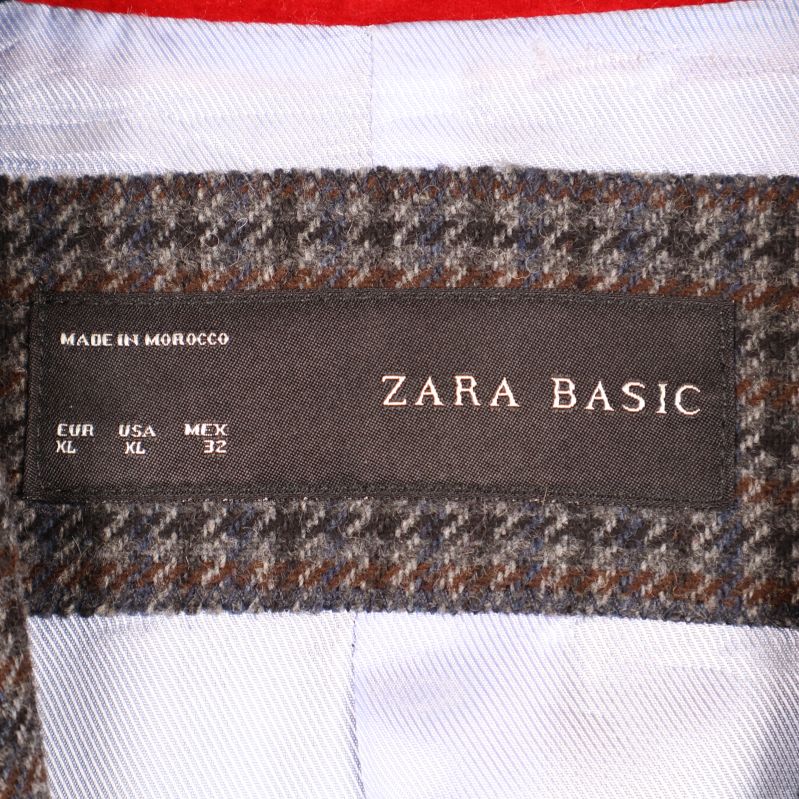 MADE IN MOROCCO
ZARA BASIC
EUR USA MEX
XL XL 32